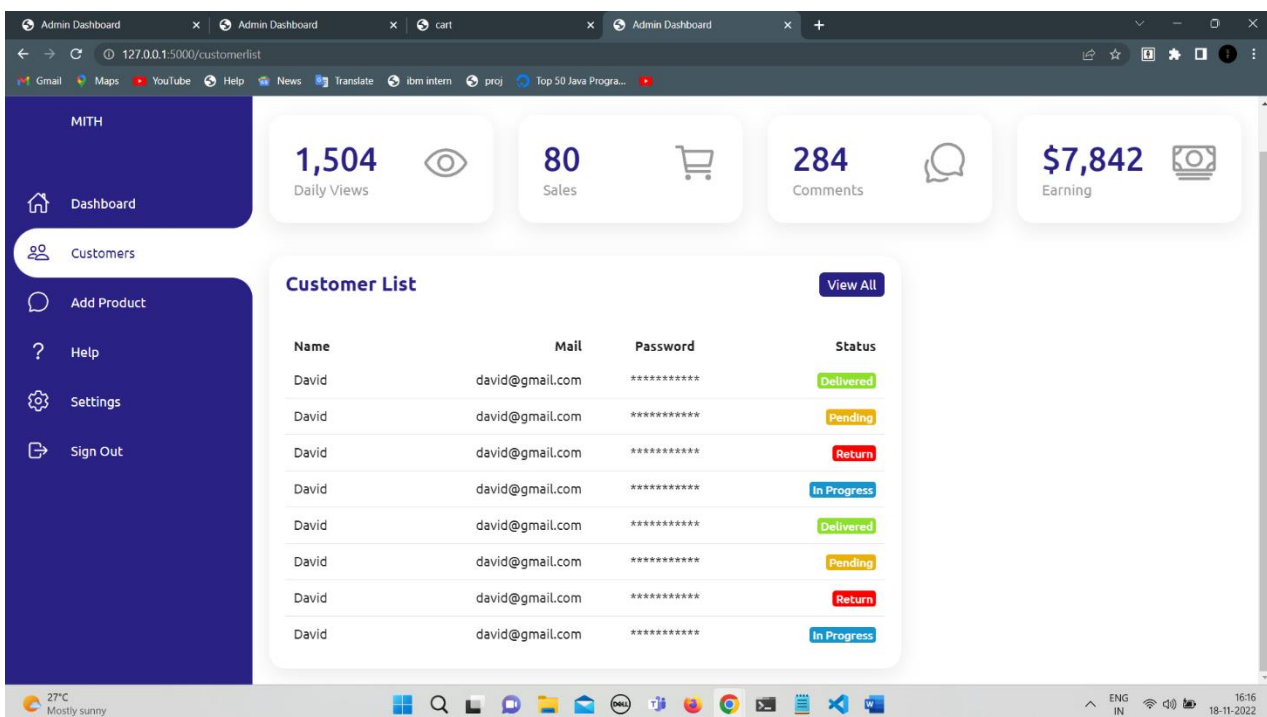 Admin Dashboard Admin Dashboard cart Admin Dashboard
127.0.0.1:5000/customerlist
Gmail Maps YouTube Help News Translate ibm intern proj Top 50 Java Progra...
MITH
1,504 80 284 $7,842
Daily Views Sales Comments Earning
Dashboard
Customers
Add Product
Help
Settings
Sign Out
Customer List View All
Name Mail Password Status
David david@gmail.com *********** Delivered
David david@gmail.com *********** Pending
David david@gmail.com *********** Return
David david@gmail.com *********** In Progress
David david@gmail.com *********** Delivered
David david@gmail.com *********** Pending
David david@gmail.com *********** Return
David david@gmail.com *********** In Progress
27°C
Mostly sunny
DELL
ENG
IN
16:16
18-11-2022